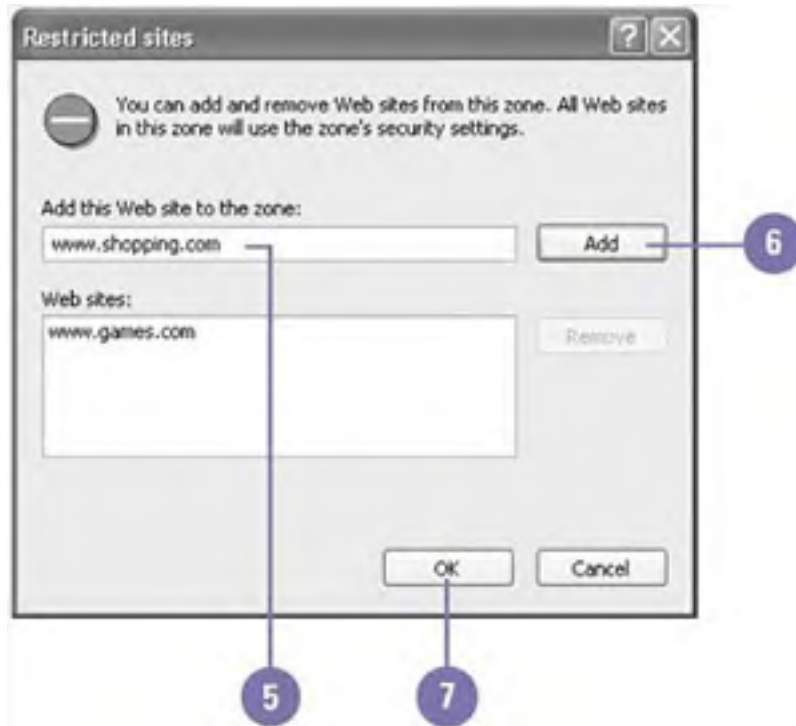 Restricted sites
You can add and remove Web sites from this zone. All Web sites
in this zone will use the zone's security settings.
Add this Web site to the zone:
www.shopping.com
Add
6
Web sites:
www.games.com
Remove
OK
Cancel
5
7